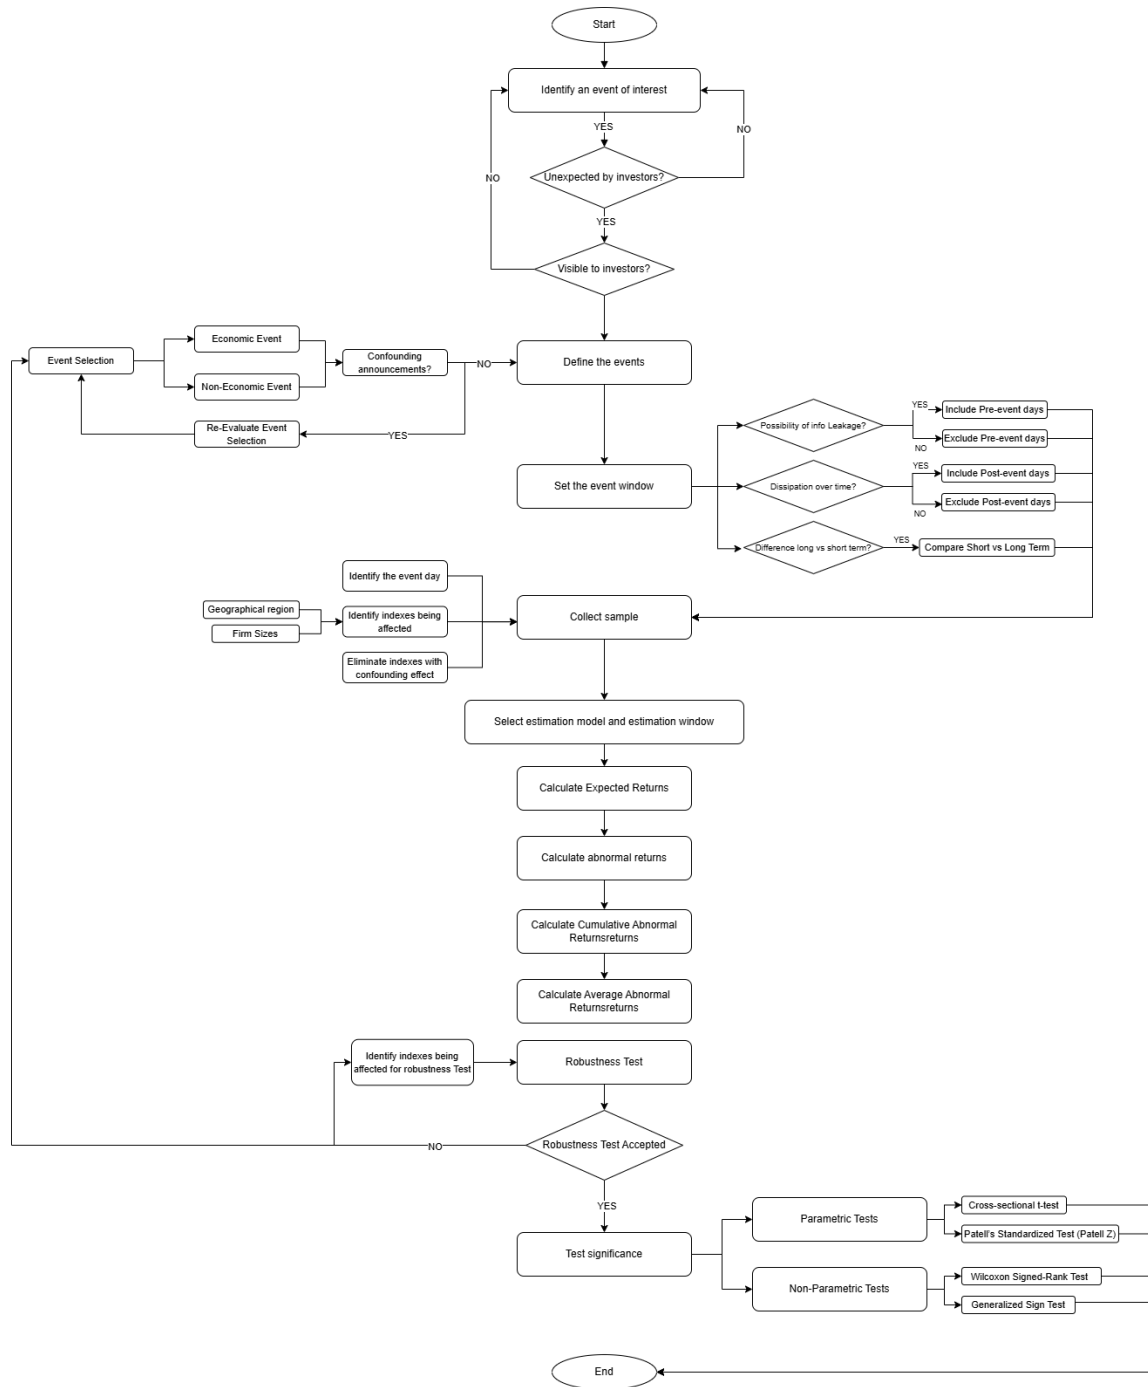 Start
Identify an event of interest
YES
NO
Unexpected by investors?
NO
YES
Visible to investors?
Economic Event
Event Selection
Confounding
announcements?
NO
Define the events
Non-Economic Event
Re-Evaluate Event
Selection
YES
Possibility of info Leakage?
YES
Include Pre-event days
NO
Exclude Pre-event days
Set the event window
Dissipation over time?
YES
Include Post-event days
NO
Exclude Post-event days
Difference long vs short term?
YES
Compare Short vs Long Term
Identify the event day
Geographical region
Firm Sizes
Identify indexes being
affected
Collect sample
Eliminate indexes with
confounding effect
Select estimation model and estimation window
Calculate Expected Returns
Calculate abnormal returns
Calculate Cumulative Abnormal
Returnsreturns
Calculate Average Abnormal
Returnsreturns
Identify indexes being
affected for robustness Test
Robustness Test
NO
Robustness Test Accepted
YES
Test significance
Parametric Tests
Cross-sectional t-test
Patell's Standardized Test (Patell Z)
Non-Parametric Tests
Wilcoxon Signed-Rank Test
Generalized Sign Test
End